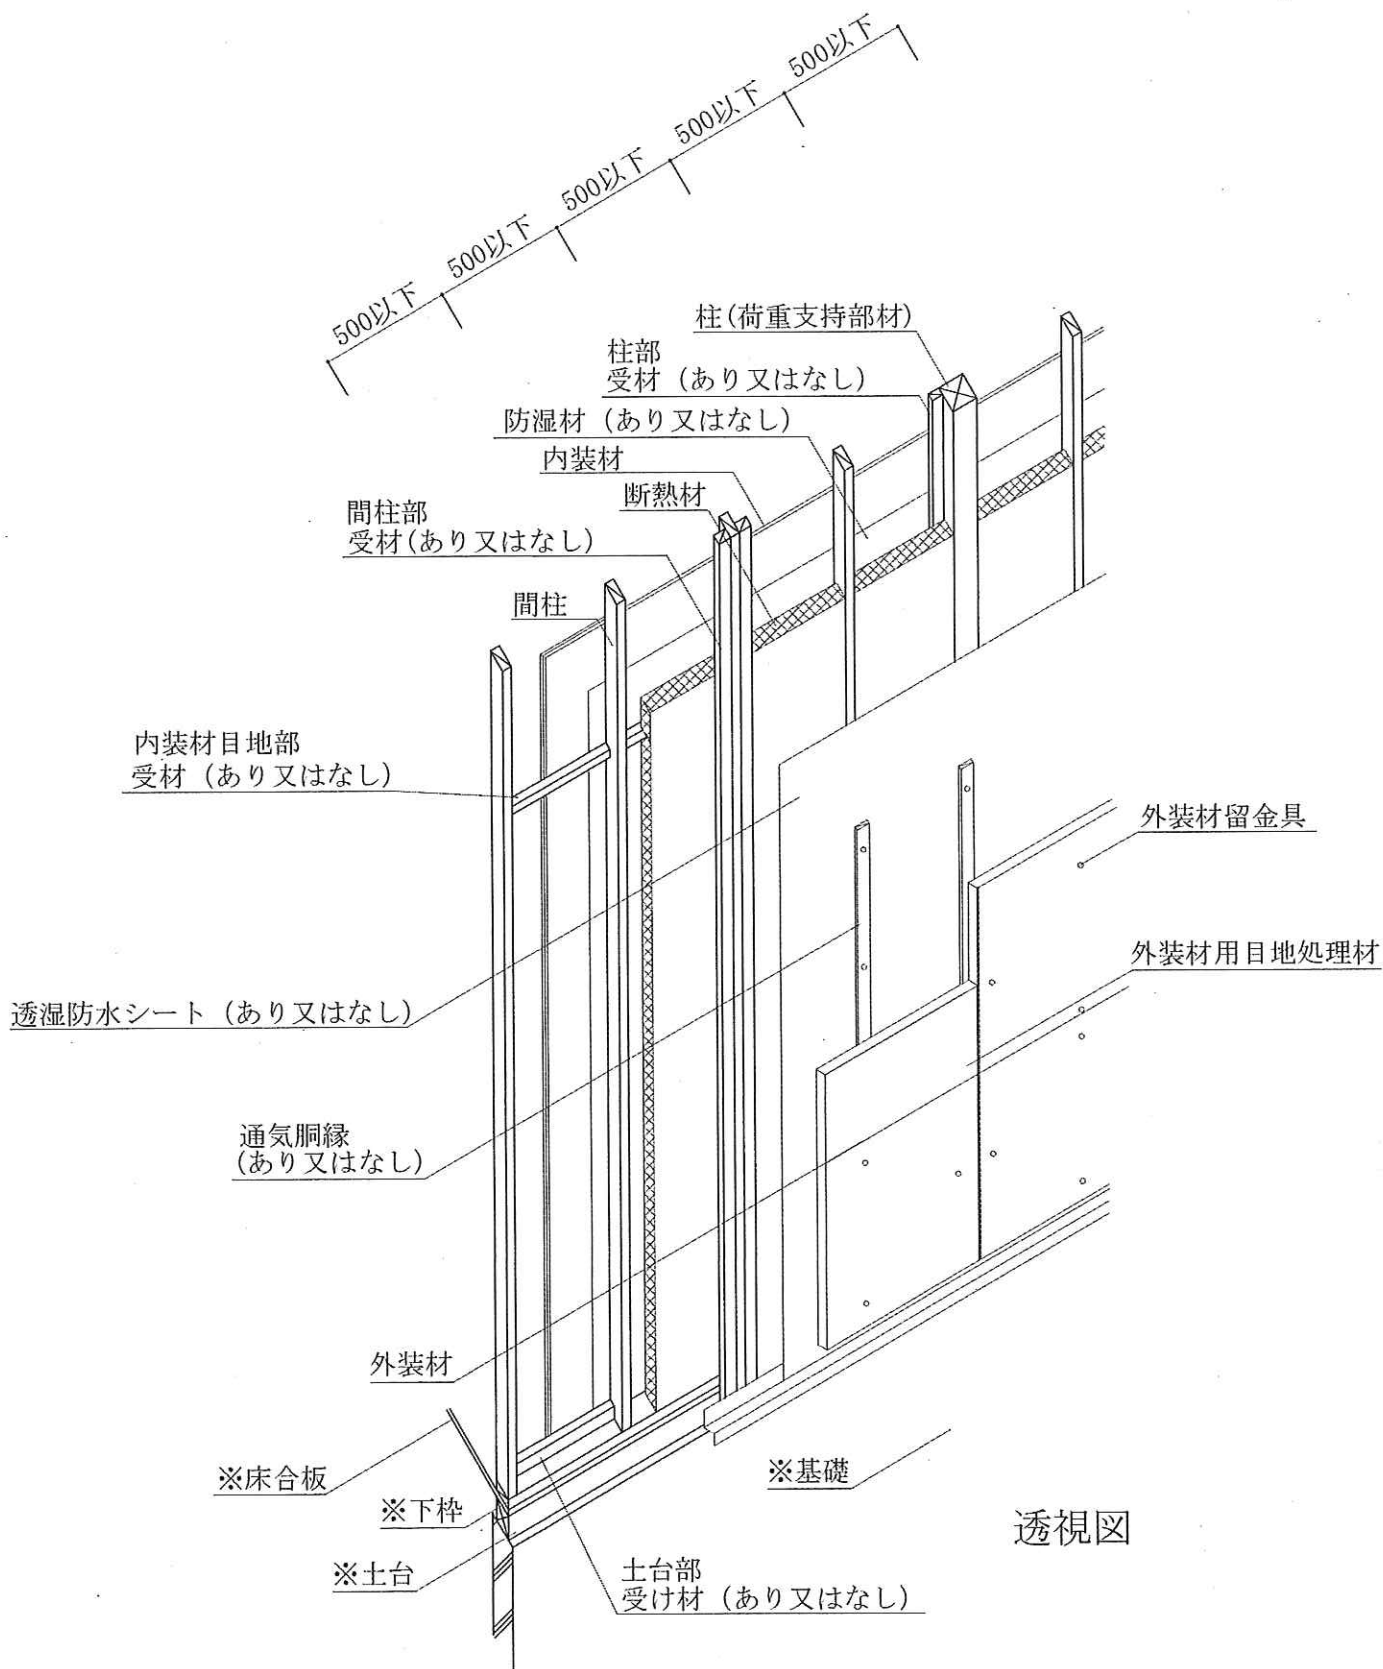 500以下
500以下
500以下
500以下
500以下
柱(荷重支持部材)
柱部
受材 (あり又はなし)
防湿材 (あり又はなし)
内装材
断熱材
間柱部
受材(あり又はなし)
間柱
内装材目地部
受材 (あり又はなし)
外装材留金具
外装材用目地処理材
透湿防水シート (あり又はなし)
通気胴縁
(あり又はなし)
外装材
※床合板
※基礎
※下枠
透視図
※土台
土台部
受け材 (あり又はなし)